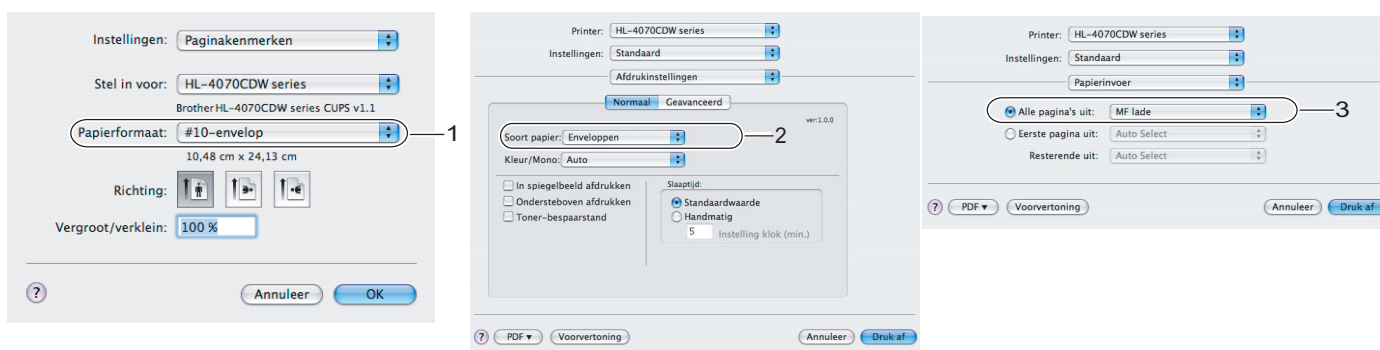 Instellingen: Paginakenmerken
Stel in voor: HL-4070CDW series
Brother HL-4070CDW series CUPS v1.1
Papierformaat: #10-envelop
1
10,48 cm x 24,13 cm
Richting:
Vergroot/verklein: 100 %
?
Annuleer
OK
Printer: HL-4070CDW series
Instellingen: Standaard
Afdrukinstellingen
Normaal Geavanceerd
ver:1.0.0
Soort papier: Enveloppen
2
Kleur/Mono: Auto
In spiegelbeeld afdrukken
Ondersteboven afdrukken
Toner-bespaarstand
Slaaptijd:
Standaardwaarde
Handmatig
5 Instelling klok (min.)
? PDF ▾ Voorvertoning Annuleer Druk af
Printer: HL-4070CDW series
Instellingen: Standaard
Papierinvoer
Alle pagina's uit: MF lade
3
Eerste pagina uit: Auto Select
Resterende uit: Auto Select
? PDF ▾ Voorvertoning Annuleer Druk af